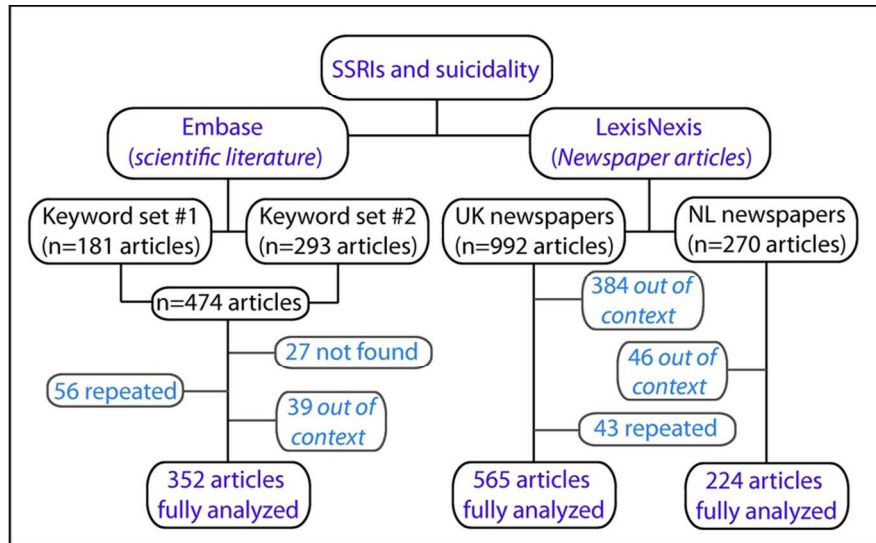 SSRIs and suicidality
Embase
(scientific literature)
LexisNexis
(Newspaper articles)
Keyword set #1
(n=181 articles)
Keyword set #2
(n=293 articles)
UK newspapers
(n=992 articles)
NL newspapers
(n=270 articles)
n=474 articles
384 out of
context
27 not found
46 out of
context
56 repeated
39 out of
context
43 repeated
352 articles
fully analyzed
565 articles
fully analyzed
224 articles
fully analyzed